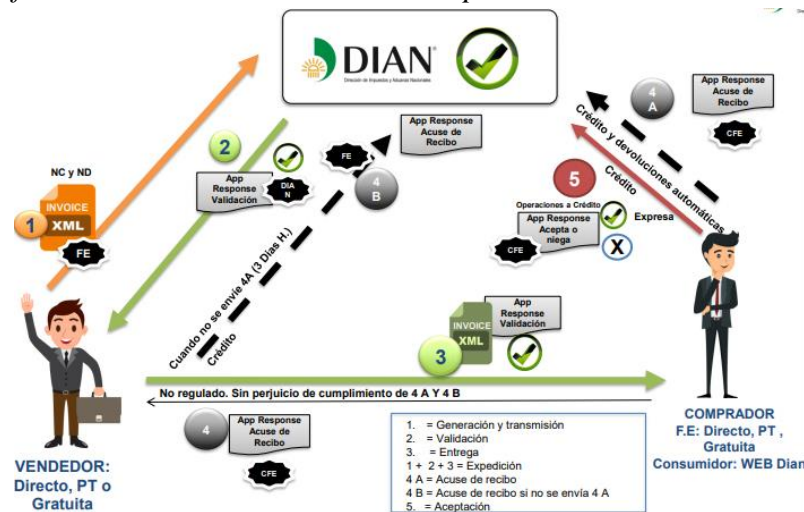 DIAN
Dirección de Impuestos y Aduanas Nacionales
NC y ND
1
INVOICE
XML
FE
2
App
Response
Validación
DIA
N
FE
4
B
App Response
Acuse de
Recibo
4
A
App Response
Acuse de
Recibo
CFE
Crédito y devoluciones automáticas
Crédito
5
Operaciones a Crédito
App Response
Acepta o
niega
CFE
Expresa
X
Cuando no se envíe 4A (3 Días H.)
Crédito
3
INVOICE
XML
App
Response
Validación
No regulado. Sin perjuicio de cumplimiento de 4 A Y 4 B
4
App Response
Acuse de
Recibo
CFE
VENDEDOR:
Directo, PT o
Gratuita
COMPRADOR
F.E: Directo, PT ,
Gratuita
Consumidor: WEB Dian
1. = Generación y transmisión
2. = Validación
3. = Entrega
1 + 2 + 3 = Expedición
4 A = Acuse de recibo
4 B = Acuse de recibo si no se envía 4 A
5. = Aceptación